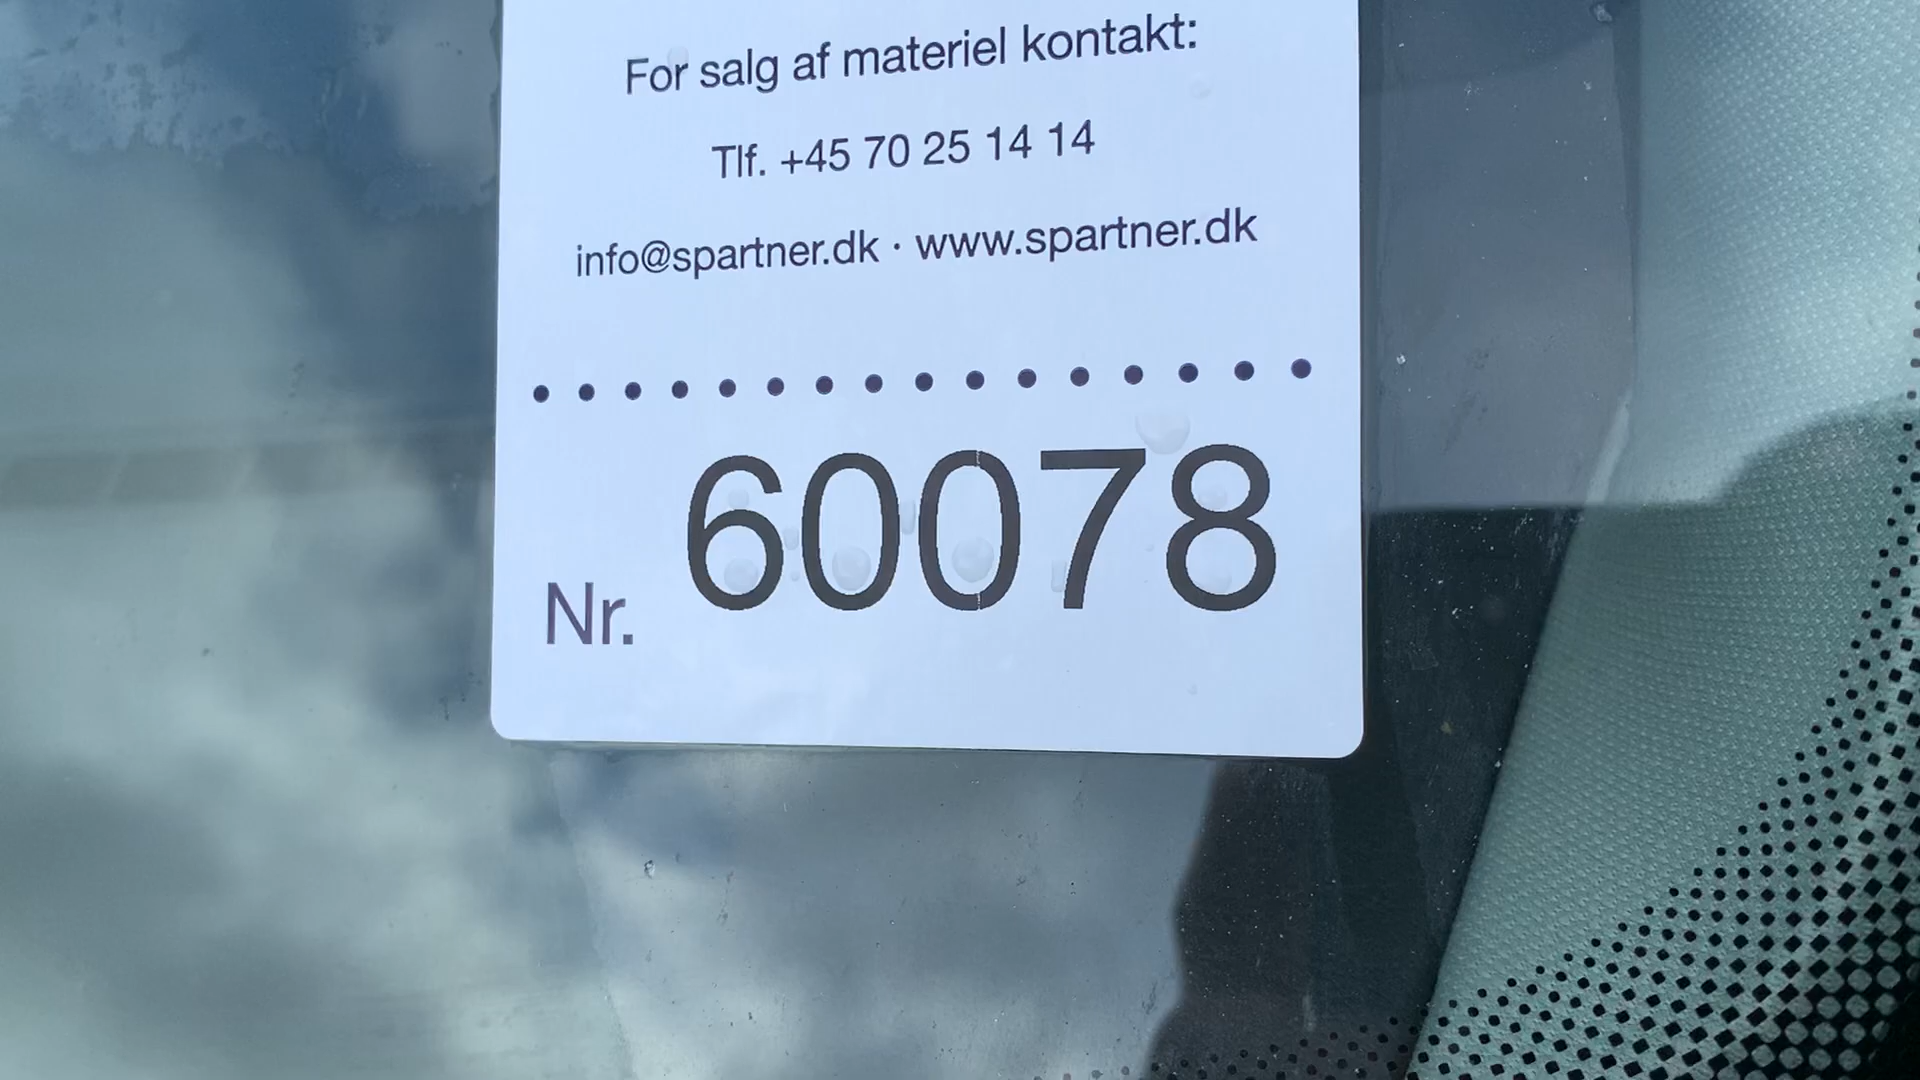 For salg af materiel kontakt:
Tlf. +45 70 25 14 14
info@spartner.dk · www.spartner.dk
Nr. 60078